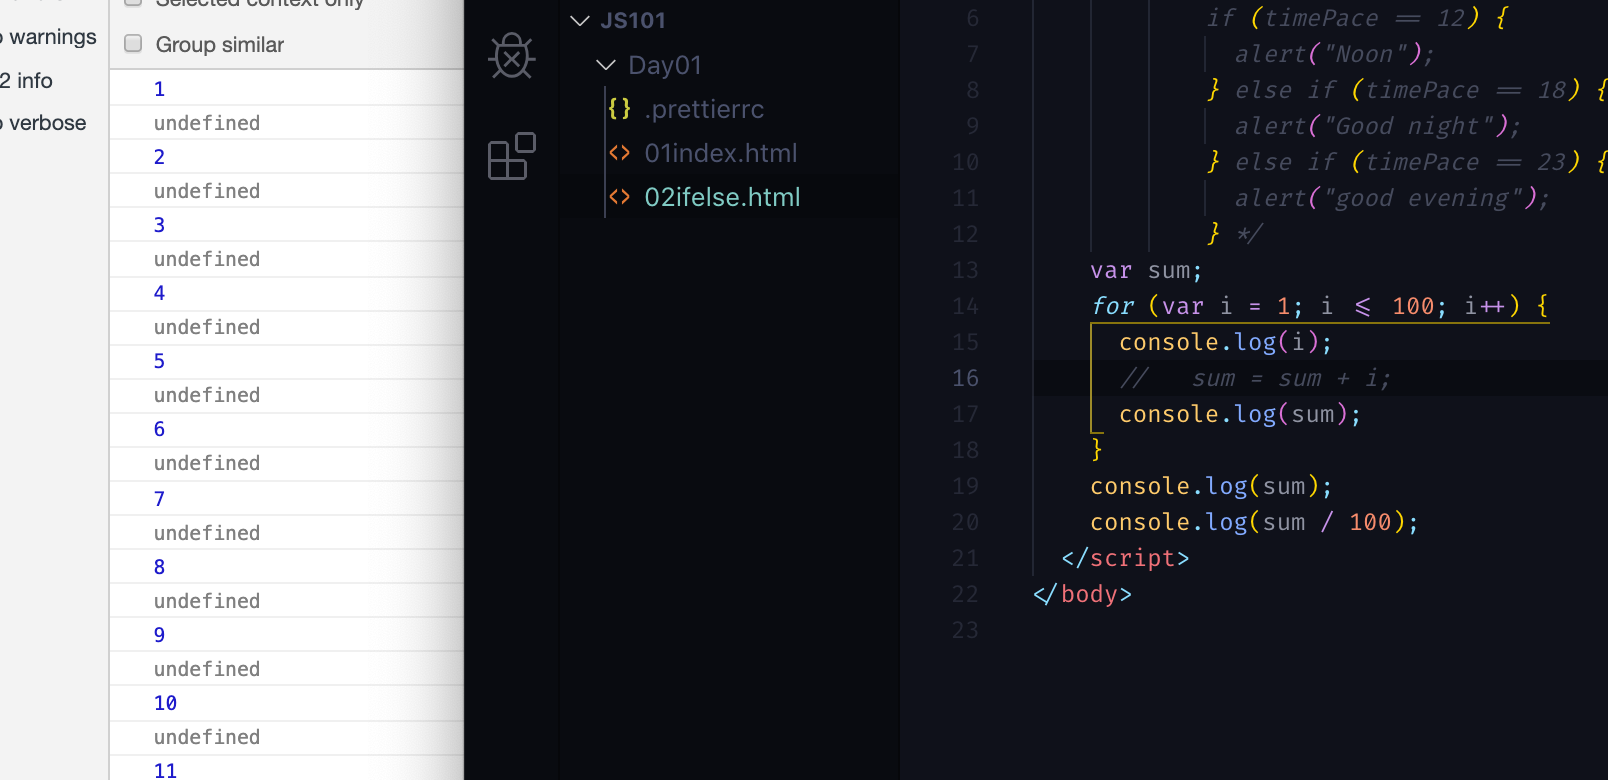 Selected context only
warnings
Group similar
2 info
verbose
1
undefined
2
undefined
3
undefined
4
undefined
5
undefined
6
undefined
7
undefined
8
undefined
9
undefined
10
undefined
11
JS101
Day01
{} .prettierrc
<> 01index.html
<> 02ifelse.html
6 if (timePace == 12) {
7 alert("Noon");
8 } else if (timePace == 18) {
9 alert("Good night");
10 } else if (timePace == 23) {
11 alert("good evening");
12 } */
13 var sum;
14 for (var i = 1; i <= 100; i++) {
15 console.log(i);
16 // sum = sum + i;
17 console.log(sum);
18 }
19 console.log(sum);
20 console.log(sum / 100);
21 </script>
22 </body>
23